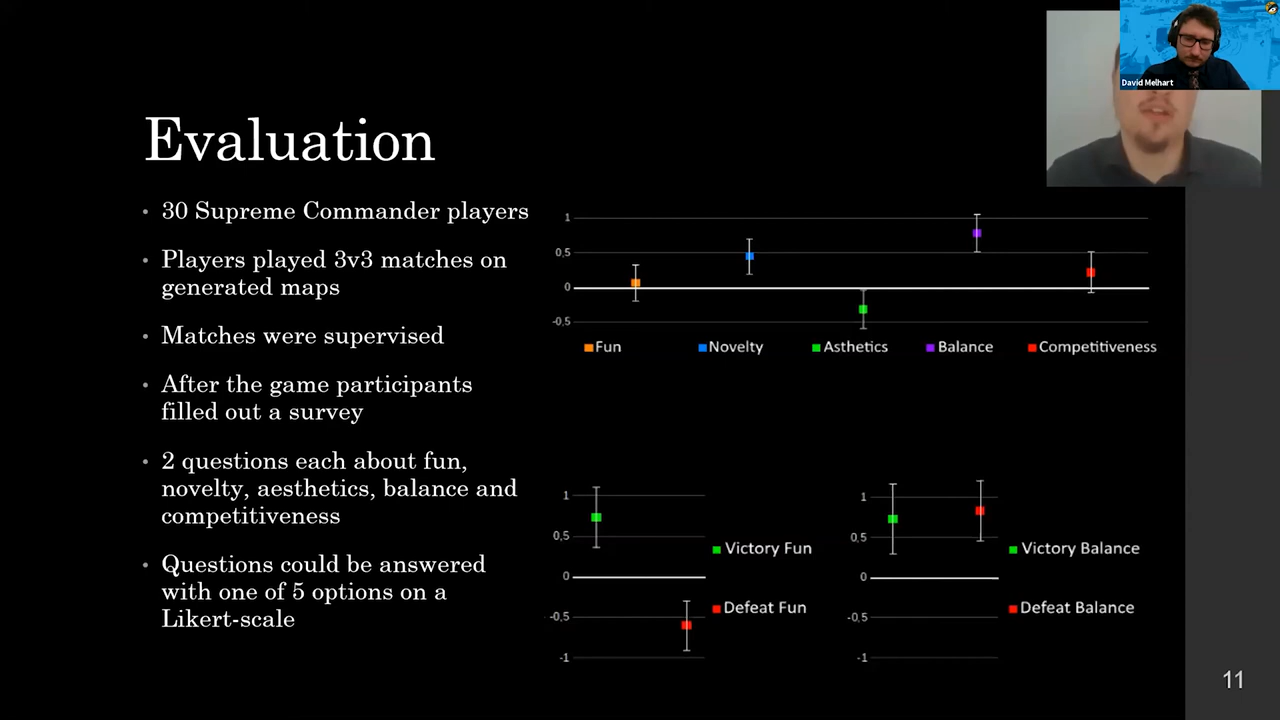 David Melhart
Evaluation
• 30 Supreme Commander players
• Players played 3v3 matches on
generated maps
• Matches were supervised
• After the game participants
filled out a survey
• 2 questions each about fun,
novelty, aesthetics, balance and
competitiveness
• Questions could be answered
with one of 5 options on a
Likert-scale
1
0,5
0
-0,5
Fun Novelty Asthetics Balance Competitiveness
1
0,5
0
-0,5
-1
Victory Fun
Defeat Fun
1
0,5
0
-0,5
-1
Victory Balance
Defeat Balance
11